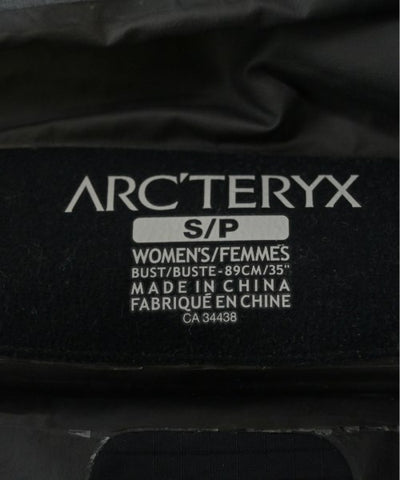 ARC'TERYX
S/P
WOMEN'S/FEMMES
BUST/BUSTE-89CM/35"
MADE IN CHINA
FABRIQUÉ EN CHINE
CA 34438